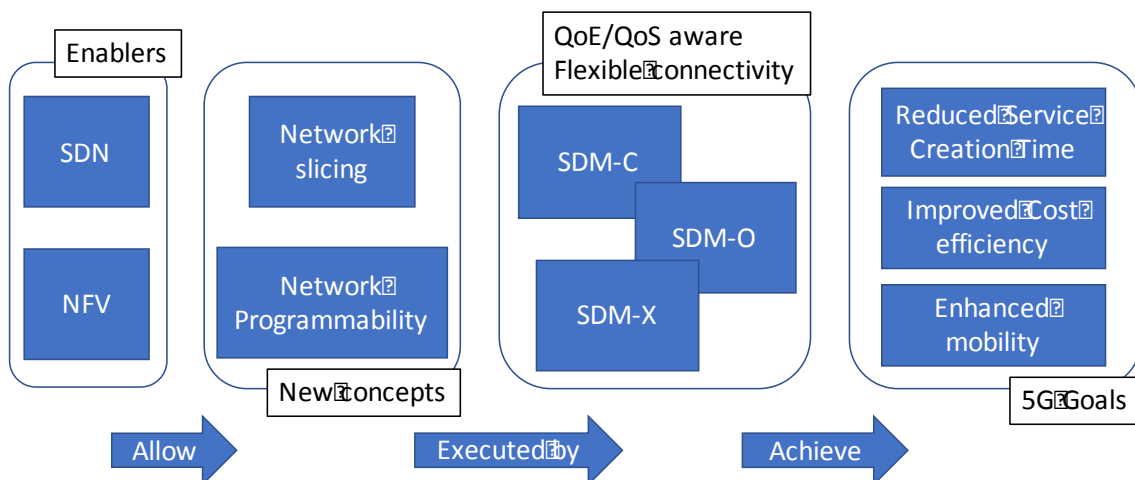 Enablers
SDN
NFV
Network
slicing
Network
Programmability
New concepts
QoE/QoS aware
Flexible connectivity
SDM-C
SDM-O
SDM-X
Reduced Service
Creation Time
Improved Cost
efficiency
Enhanced
mobility
5G Goals
Allow
Executed by
Achieve